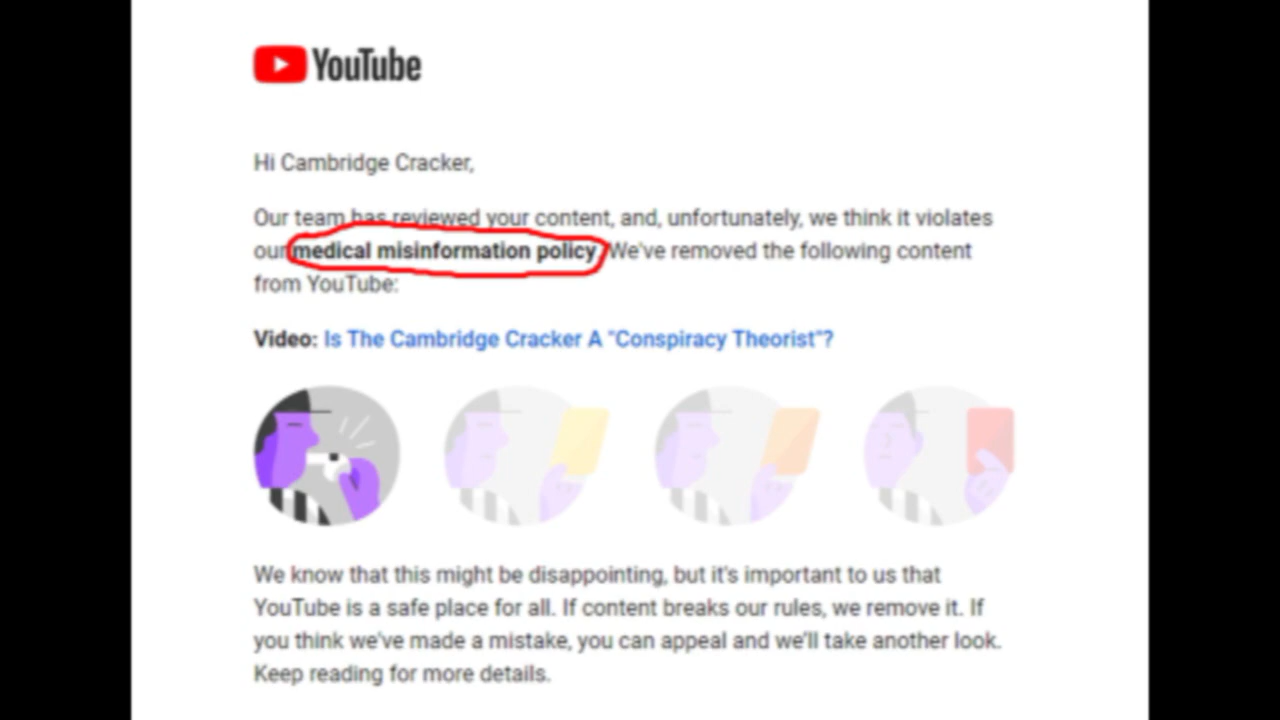 YouTube
Hi Cambridge Cracker,
Our team has reviewed your content, and, unfortunately, we think it violates
our medical misinformation policy. We've removed the following content
from YouTube:
Video: Is The Cambridge Cracker A "Conspiracy Theorist"?
We know that this might be disappointing, but it's important to us that
YouTube is a safe place for all. If content breaks our rules, we remove it. If
you think we've made a mistake, you can appeal and we'll take another look.
Keep reading for more details.